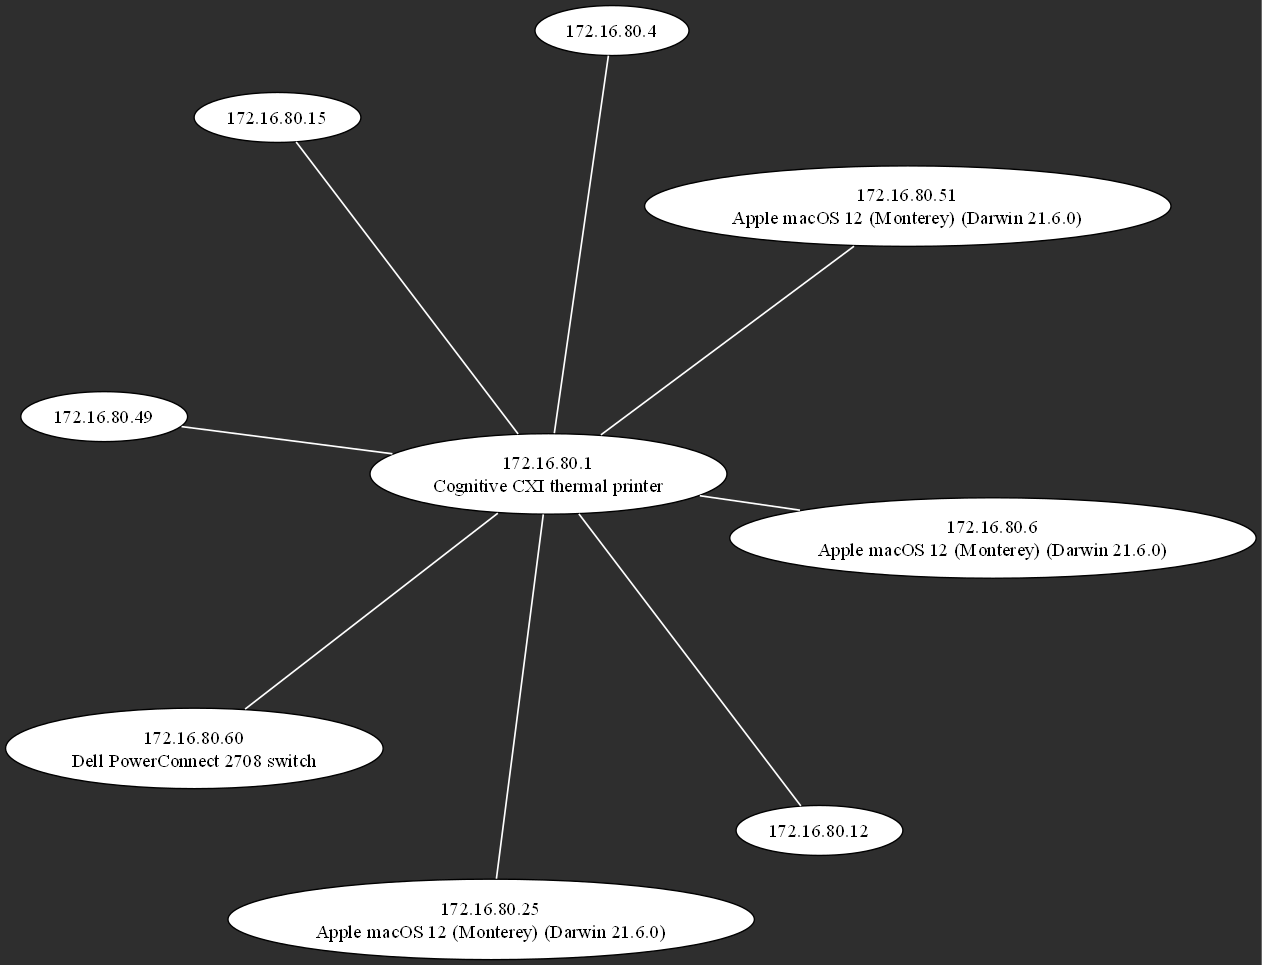 172.16.80.4
172.16.80.15
172.16.80.51
Apple macOS 12 (Monterey) (Darwin 21.6.0)
172.16.80.49
172.16.80.1
Cognitive CXI thermal printer
172.16.80.6
Apple macOS 12 (Monterey) (Darwin 21.6.0)
172.16.80.60
Dell PowerConnect 2708 switch
172.16.80.12
172.16.80.25
Apple macOS 12 (Monterey) (Darwin 21.6.0)